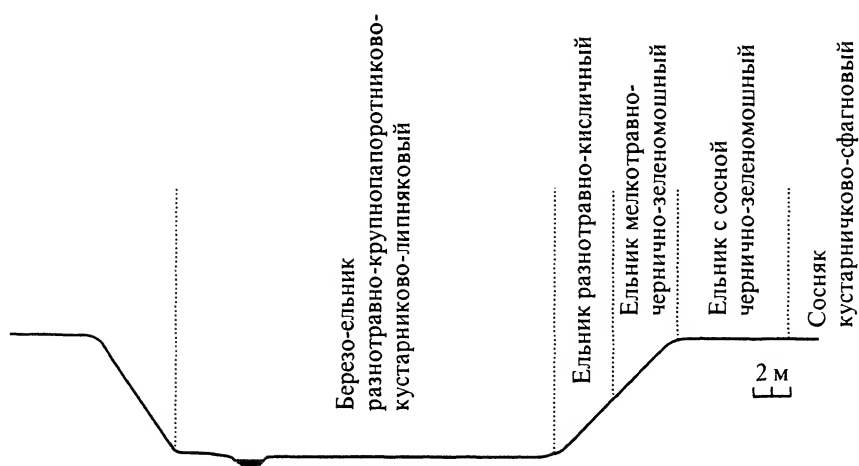 Березо-ельник
разнотравно-крупнопапоротниково-
кустарниково-липняковый
Ельник разнотравно-кисличный
Ельник мелкотравно-
чернично-зеленомошный
Ельник с сосной
чернично-зеленомошный
Сосняк
кустарничково-сфагновый
2 м